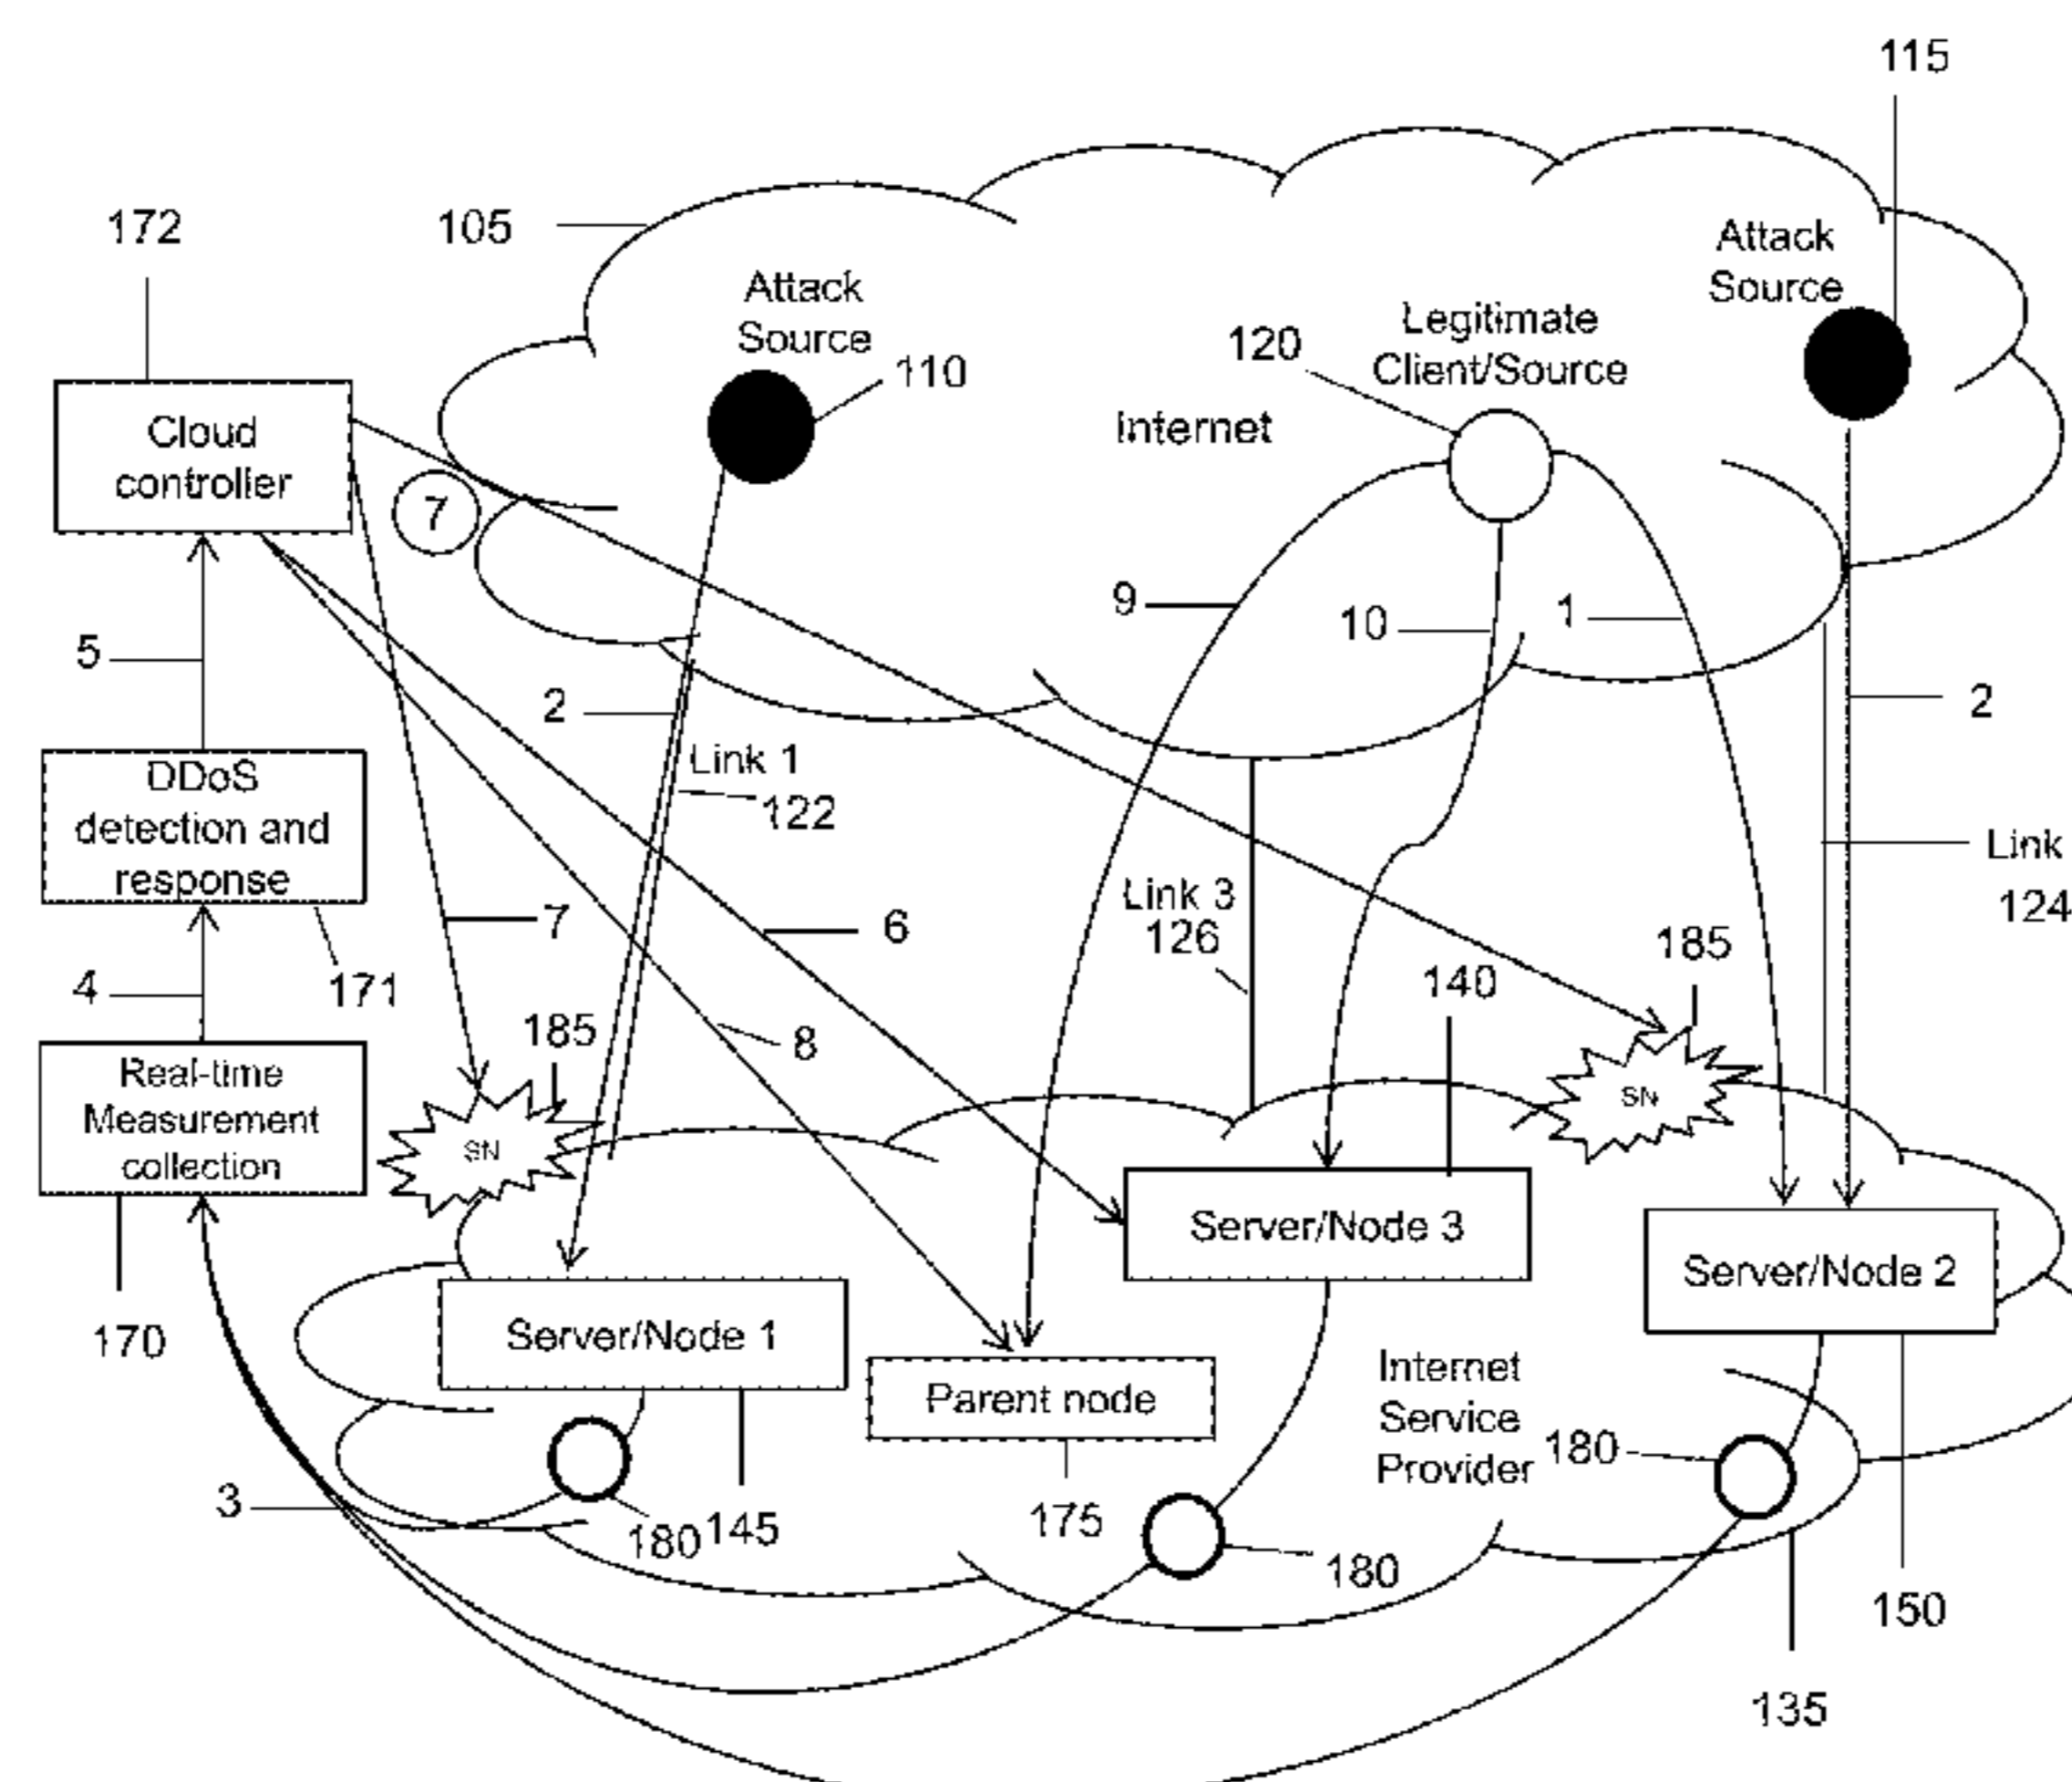 115
172
105
Attack
Source
Attack
Source
110
120
Legitimate
Client/Source
Internet
Cloud
controller
7
9
10
1
5
2
2
Link 1
122
DDoS
detection and
response
Link 3
126
Link
124
7
6
185
140
4
171
185
8
Real-time
Measurement
collection
SN
SN
Server/Node 3
Server/Node 2
170
Server/Node 1
Parent node
Internet
Service
Provider
180
3
180
145
175
180
150
135